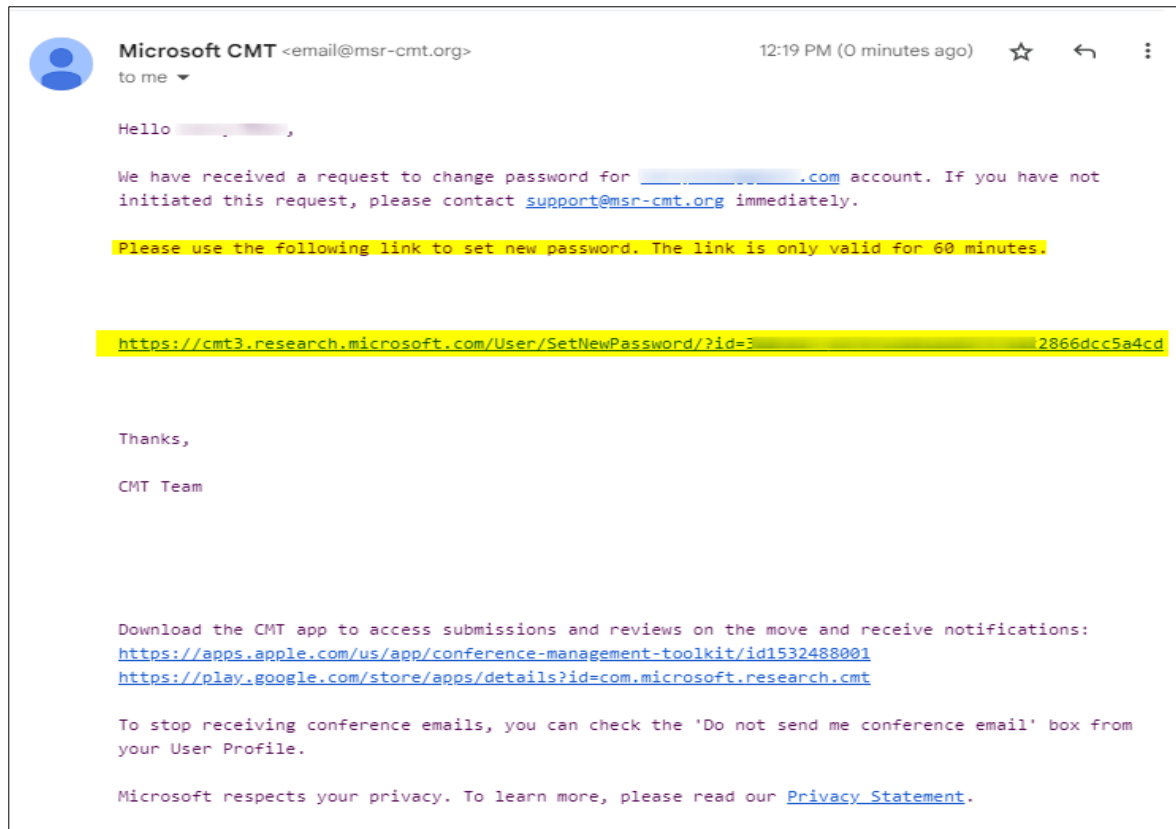 Microsoft CMT <email@msr-cmt.org> 12:19 PM (0 minutes ago)
to me
Hello ,
We have received a request to change password for .com account. If you have not
initiated this request, please contact support@msr-cmt.org immediately.
Please use the following link to set new password. The link is only valid for 60 minutes.
https://cmt3.research.microsoft.com/User/SetNewPassword/?id=3 2866dcc5a4cd
Thanks,
CMT Team
Download the CMT app to access submissions and reviews on the move and receive notifications:
https://apps.apple.com/us/app/conference-management-toolkit/id1532488001
https://play.google.com/store/apps/details?id=com.microsoft.research.cmt
To stop receiving conference emails, you can check the 'Do not send me conference email' box from
your User Profile.
Microsoft respects your privacy. To learn more, please read our Privacy Statement.